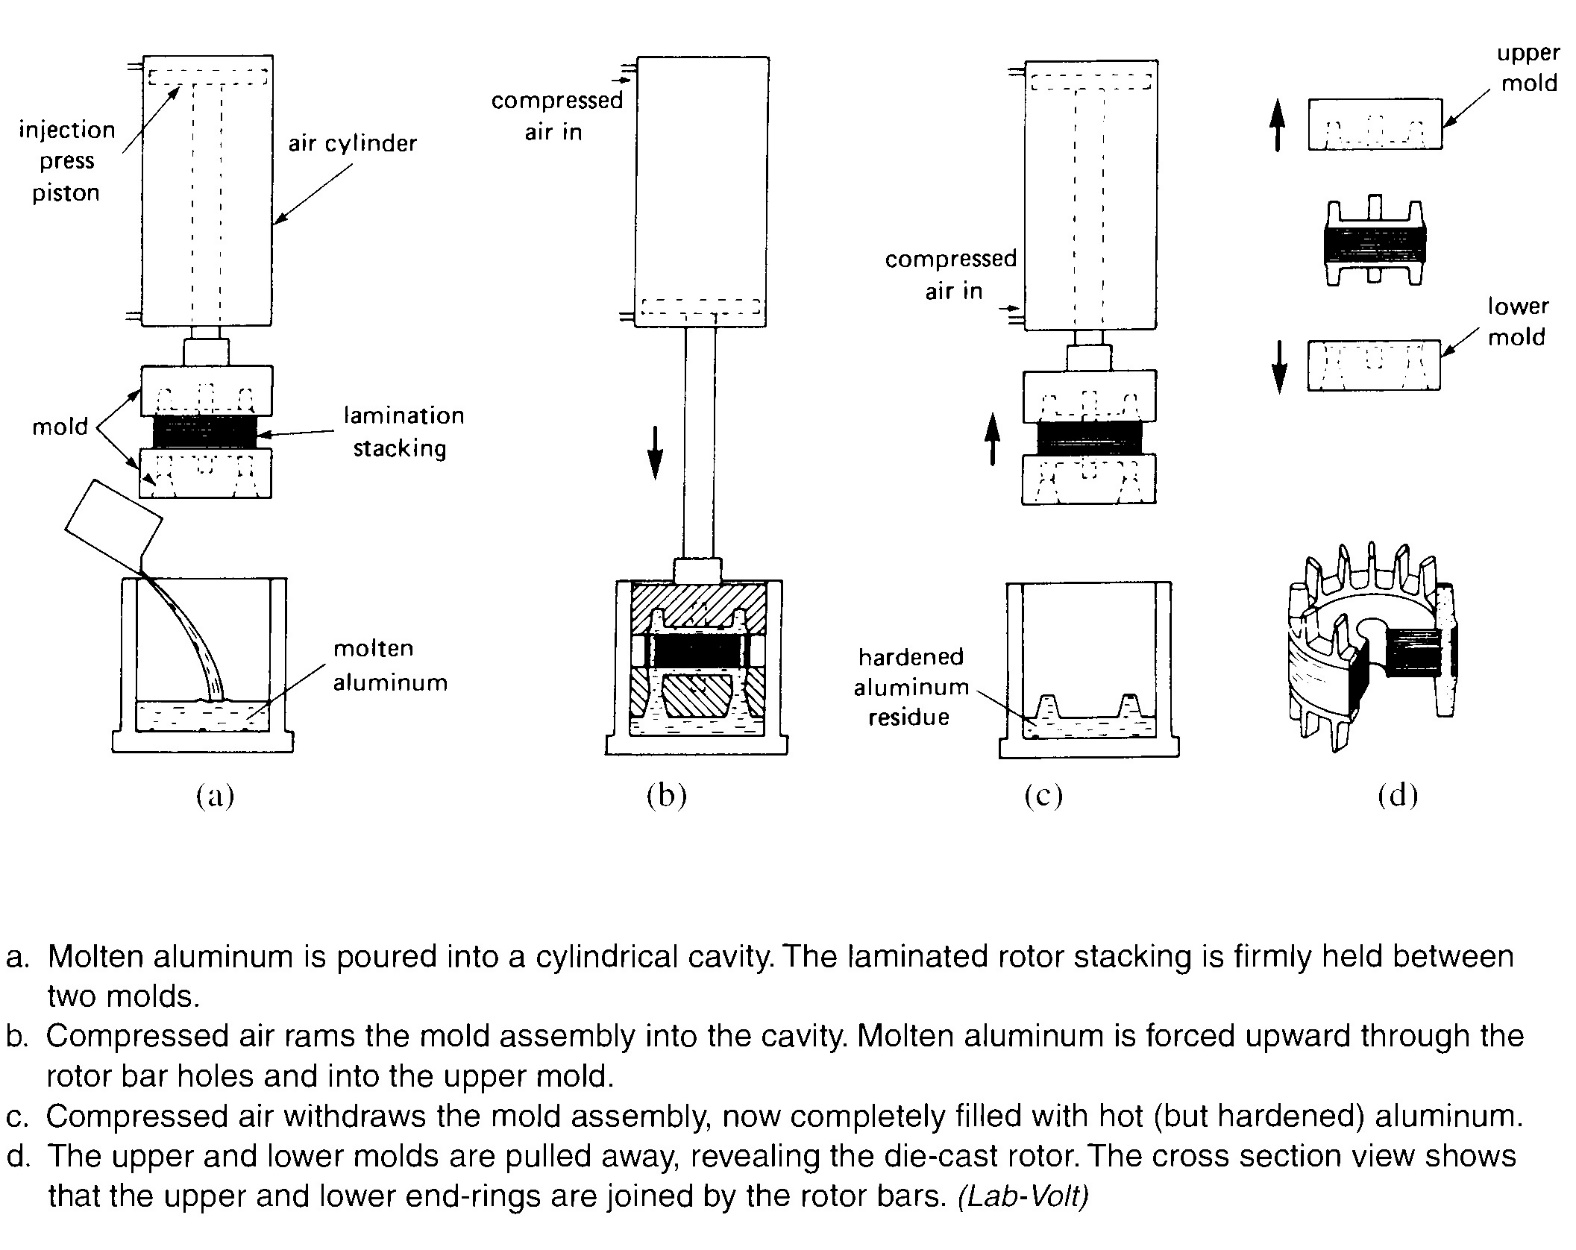 injection
press
piston
air cylinder
mold
lamination
stacking
molten
aluminum
(a)
compressed
air in
(b)
compressed
air in
hardened
aluminum
residue
(c)
upper
mold
lower
mold
(d)
a. Molten aluminum is poured into a cylindrical cavity. The laminated rotor stacking is firmly held between
two molds.
b. Compressed air rams the mold assembly into the cavity. Molten aluminum is forced upward through the
rotor bar holes and into the upper mold.
c. Compressed air withdraws the mold assembly, now completely filled with hot (but hardened) aluminum.
d. The upper and lower molds are pulled away, revealing the die-cast rotor. The cross section view shows
that the upper and lower end-rings are joined by the rotor bars. (Lab-Volt)